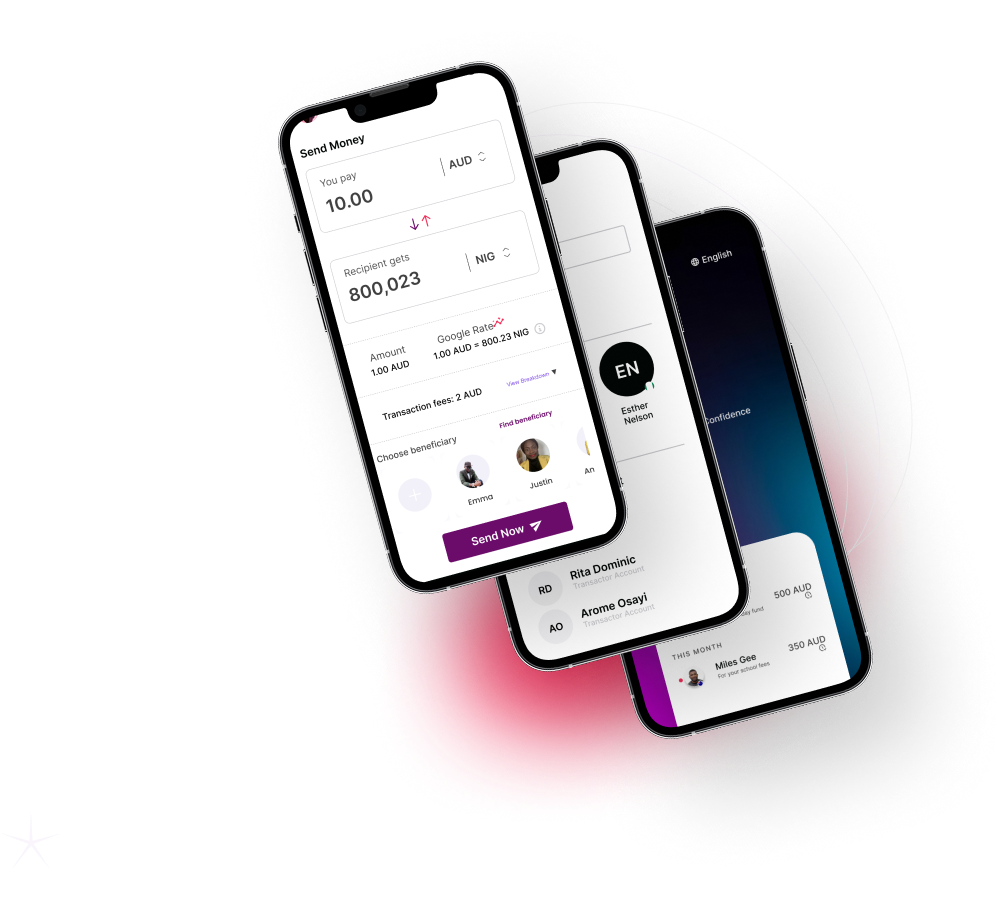 Send Money
You pay
10.00
AUD
Recipient gets
800,023
NIG
Amount
1.00 AUD
Google Rate
1.00 AUD = 800.23 NIG
Transaction fees: 2 AUD
View Breakdown
Choose beneficiary
Find beneficiary
Emma
Justin
An
Send Now
EN
Esther
Nelson
RD
Rita Dominic
Transactor Account
AO
Arome Osayi
Transactor Account
English
Confidence
500 AUD
fund
THIS MONTH
Miles Gee
For your school fees
350 AUD